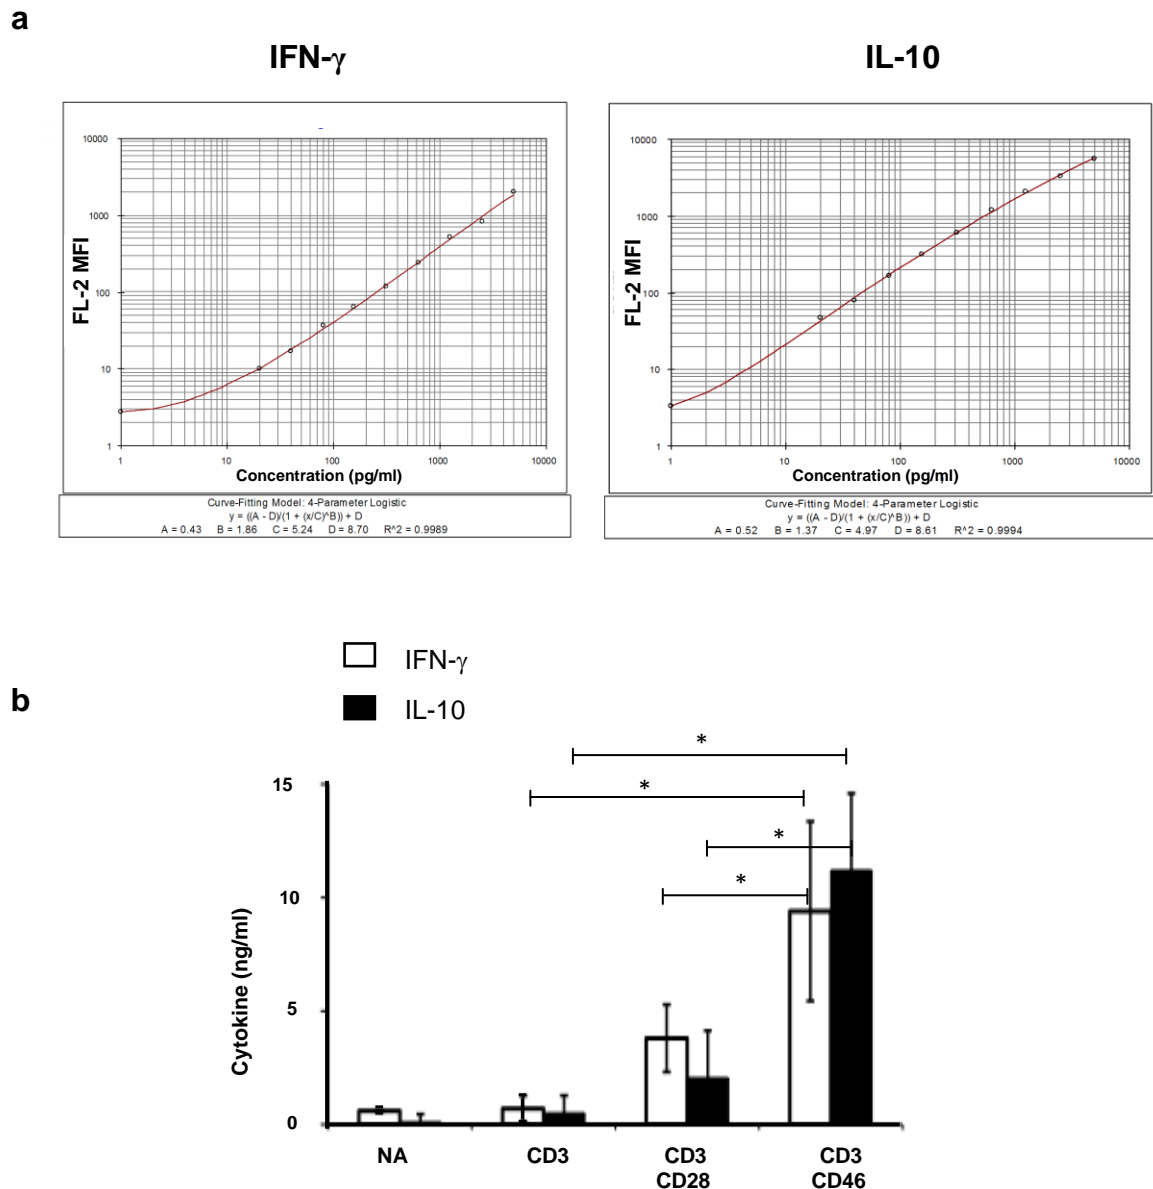 a
IFN-γ
IL-10
10000
1000
100
10
1
FL-2 MFI
1 10 100 1000 10000
Concentration (pg/ml)
Curve-Fitting Model: 4-Parameter Logistic
y = ((A - D)/(1 + (x/C)^B)) + D
A = 0.43 B = 1.86 C = 5.24 D = 8.70 R^2 = 0.9989
10000
1000
100
10
1
FL-2 MFI
1 10 100 1000 10000
Concentration (pg/ml)
Curve-Fitting Model: 4-Parameter Logistic
y = ((A - D)/(1 + (x/C)^B)) + D
A = 0.52 B = 1.37 C = 4.97 D = 8.61 R^2 = 0.9994
b
IFN-γ
IL-10
*
*
*
*
15
10
5
0
Cytokine (ng/ml)
NA
CD3
CD3
CD28
CD3
CD46